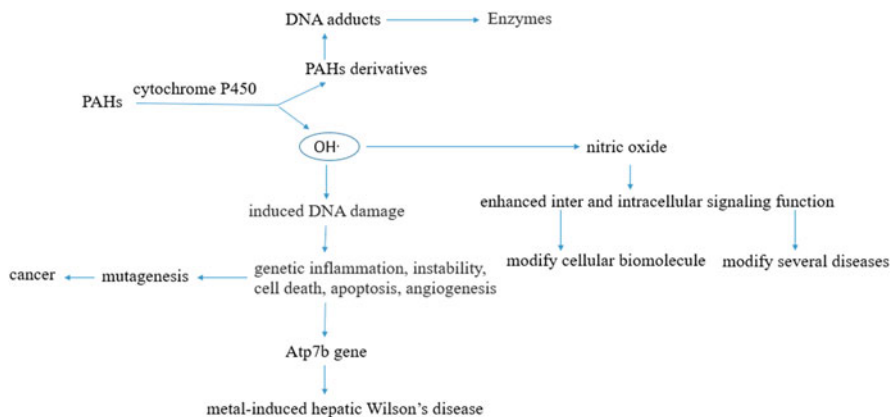 DNA adducts
Enzymes
PAHs derivatives
cytochrome P450
PAHs
OH·
nitric oxide
induced DNA damage
enhanced inter and intracellular signaling function
cancer
mutagenesis
genetic inflammation, instability,
cell death, apoptosis, angiogenesis
modify cellular biomolecule
modify several diseases
Atp7b gene
metal-induced hepatic Wilson’s disease